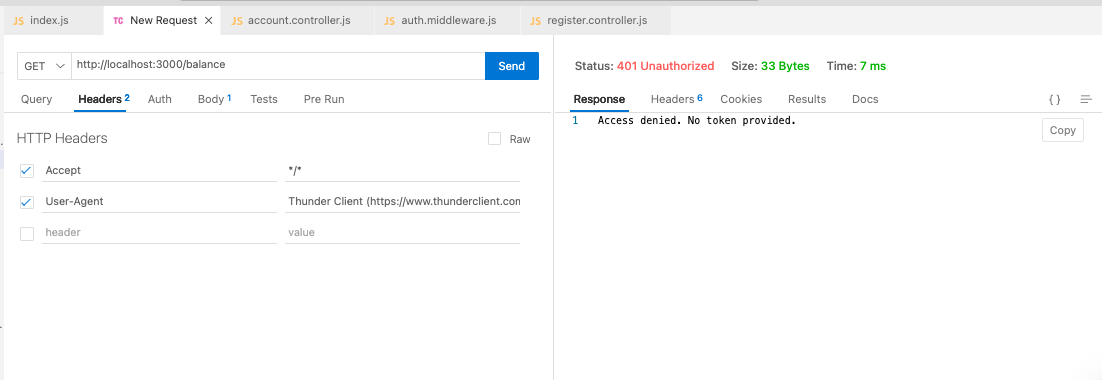 JS index.js TC New Request × JS account.controller.js JS auth.middleware.js JS register.controller.js
GET http://localhost:3000/balance Send
Query Headers 2 Auth Body 1 Tests Pre Run
HTTP Headers Raw
Accept */*
User-Agent Thunder Client (https://www.thunderclient.con
header value
Status: 401 Unauthorized Size: 33 Bytes Time: 7 ms
Response Headers 6 Cookies Results Docs { }
1 Access denied. No token provided.
Copy